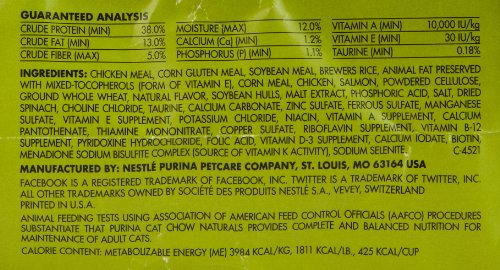 GUARANTEED ANALYSIS
CRUDE PROTEIN (MIN) 38.0% MOISTURE (MAX) 12.0% VITAMIN A (MIN) 10,000 IU/kg
CRUDE FAT (MIN) 13.0% CALCIUM (Ca) (MIN) 1.2% VITAMIN E (MIN) 30 IU/kg
CRUDE FIBER (MAX) 5.0% PHOSPHORUS (P) (MIN) 1.1% TAURINE (MIN) 0.18%
INGREDIENTS: CHICKEN MEAL, CORN GLUTEN MEAL, SOYBEAN MEAL, BREWERS RICE, ANIMAL FAT PRESERVED
WITH MIXED-TOCOPHEROLS (FORM OF VITAMIN E), CORN MEAL, CHICKEN, SALMON, POWDERED CELLULOSE,
GROUND WHOLE WHEAT, NATURAL FLAVOR, SOYBEAN HULLS, MALT EXTRACT, PHOSPHORIC ACID, SALT, DRIED
SPINACH, CHOLINE CHLORIDE, TAURINE, CALCIUM CARBONATE, ZINC SULFATE, FERROUS SULFATE, MANGANESE
SULFATE, VITAMIN E SUPPLEMENT, POTASSIUM CHLORIDE, NIACIN, VITAMIN A SUPPLEMENT, CALCIUM
PANTOTHENATE, THIAMINE MONONITRATE, COPPER SULFATE, RIBOFLAVIN SUPPLEMENT, VITAMIN B-12
SUPPLEMENT, PYRIDOXINE HYDROCHLORIDE, FOLIC ACID, VITAMIN D-3 SUPPLEMENT, CALCIUM IODATE, BIOTIN,
MENADIONE SODIUM BISULFITE COMPLEX (SOURCE OF VITAMIN K ACTIVITY), SODIUM SELENITE. C-4521
MANUFACTURED BY: NESTLÉ PURINA PETCARE COMPANY, ST. LOUIS, MO 63164 USA
FACEBOOK IS A REGISTERED TRADEMARK OF FACEBOOK, INC. TWITTER IS A TRADEMARK OF TWITTER, INC.
ALL OTHER TRADEMARKS OWNED BY SOCIÉTÉ DES PRODUITS NESTLÉ S.A., VEVEY, SWITZERLAND
PRINTED IN U.S.A.
ANIMAL FEEDING TESTS USING ASSOCIATION OF AMERICAN FEED CONTROL OFFICIALS (AAFCO) PROCEDURES
SUBSTANTIATE THAT PURINA CAT CHOW NATURALS PROVIDES COMPLETE AND BALANCED NUTRITION FOR
MAINTENANCE OF ADULT CATS.
CALORIE CONTENT: METABOLIZABLE ENERGY (ME) 3984 KCAL/KG, 1811 KCAL/LB., 425 KCAL/CUP